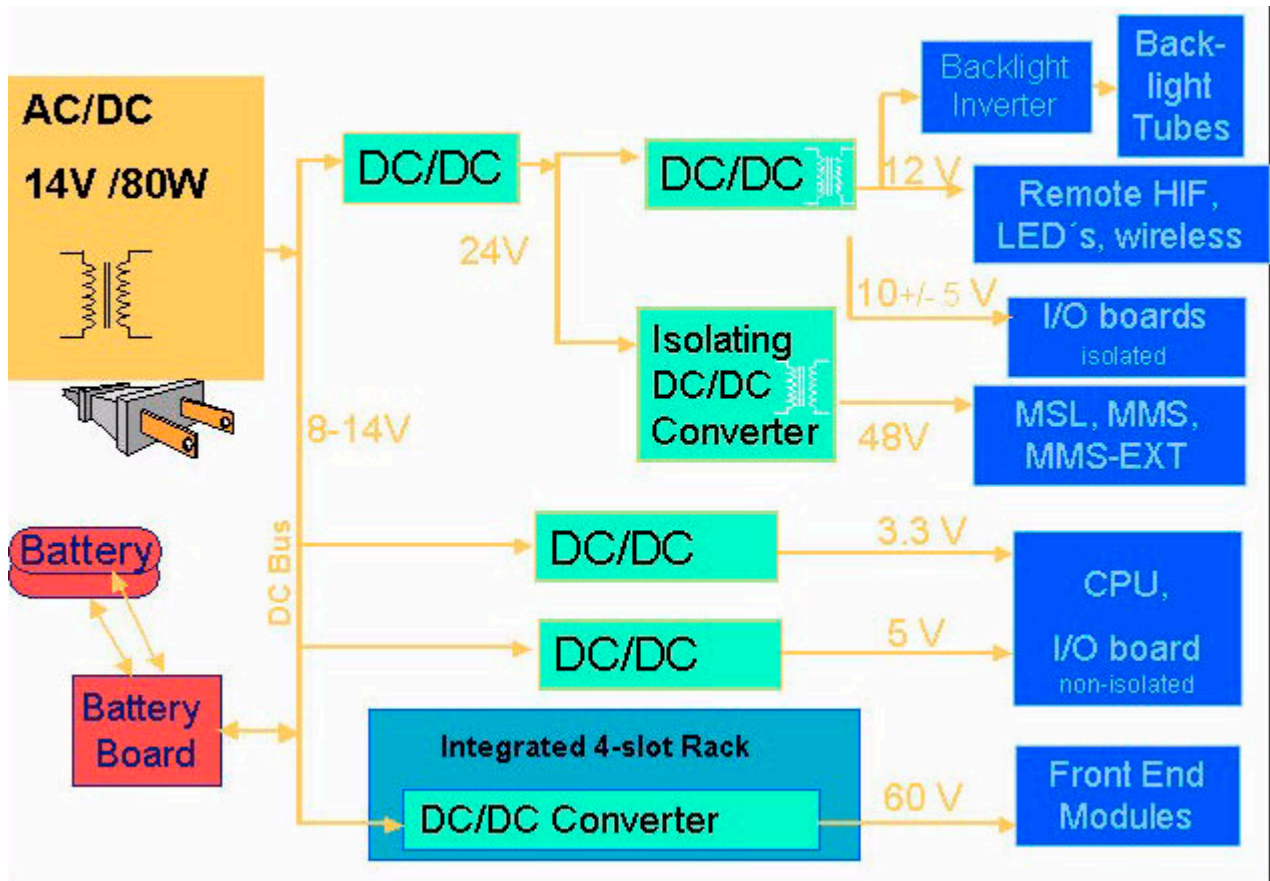 AC/DC
14V /80W
DC/DC
24V
DC/DC
12 V
Backlight
Inverter
Back-
light
Tubes
Remote HIF,
LED´s, wireless
10+/- 5 V
I/O boards
isolated
Isolating
DC/DC
Converter
48V
MSL, MMS,
MMS-EXT
8-14V
DC Bus
Battery
Battery
Board
DC/DC
3.3 V
DC/DC
5 V
CPU,
I/O board
non-isolated
Integrated 4-slot Rack
DC/DC Converter
60 V
Front End
Modules